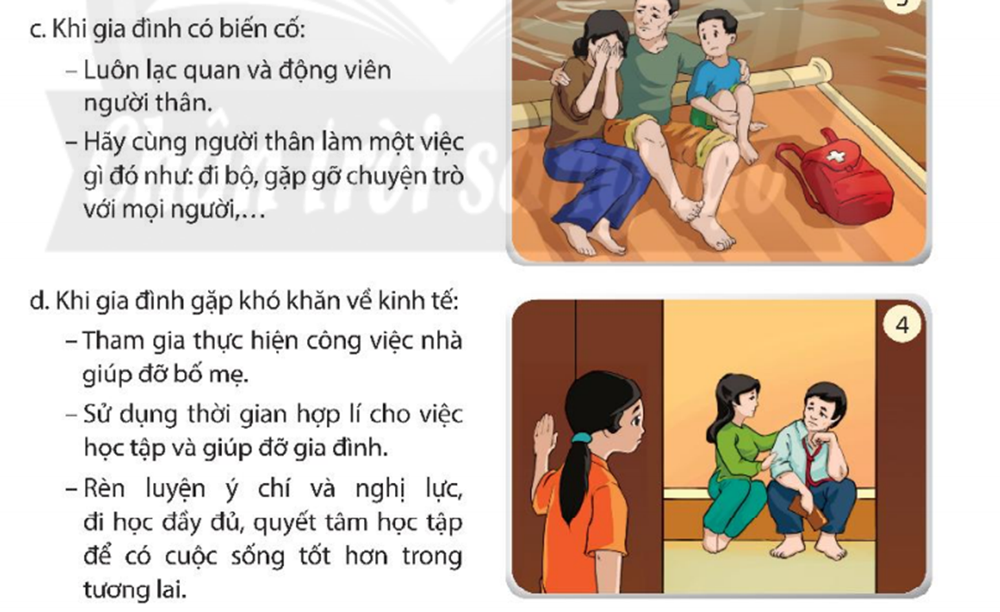 c. Khi gia đình có biến cố:
– Luôn lạc quan và động viên
người thân.
– Hãy cùng người thân làm một việc
gì đó như: đi bộ, gặp gỡ chuyện trò
với mọi người,...
Chân trời sáng tạo
d. Khi gia đình gặp khó khăn về kinh tế:
– Tham gia thực hiện công việc nhà
giúp đỡ bố mẹ.
– Sử dụng thời gian hợp lí cho việc
học tập và giúp đỡ gia đình.
– Rèn luyện ý chí và nghị lực,
đi học đầy đủ, quyết tâm học tập
để có cuộc sống tốt hơn trong
tương lai.
4